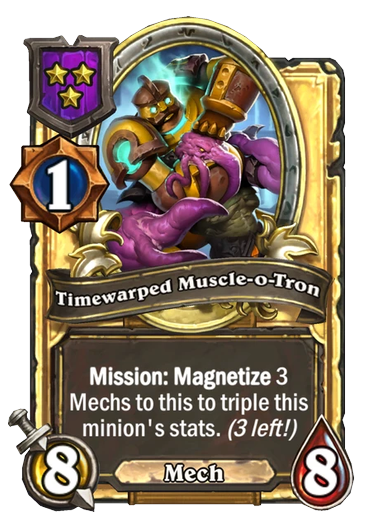 1
Timewarped Muscle-o-Tron
Mission: Magnetize 3
Mechs to this to triple this
minion's stats. (3 left!)
8
Mech
8